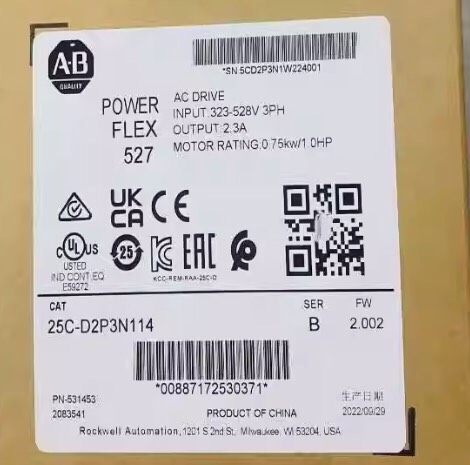 A-B
QUALITY
*SN 5CD2P3N1W224001
POWER
FLEX
527
AC DRIVE
INPUT:323-528V 3PH
OUTPUT:2.3A
MOTOR RATING:0.75kw/1.0HP
UK
CA
CE
C UL US
LISTED
IND CONT,EQ
E59272
25
EAC
KCC-REM-RAA-25C-D
CAT
SER
FW
25C-D2P3N114
B
2.002
*00887172530371*
PN-531453
2083541
PRODUCT OF CHINA
生产日期
2022/09/29
Rockwell Automation,1201 S 2nd St, Milwaukee, WI 53204, USA